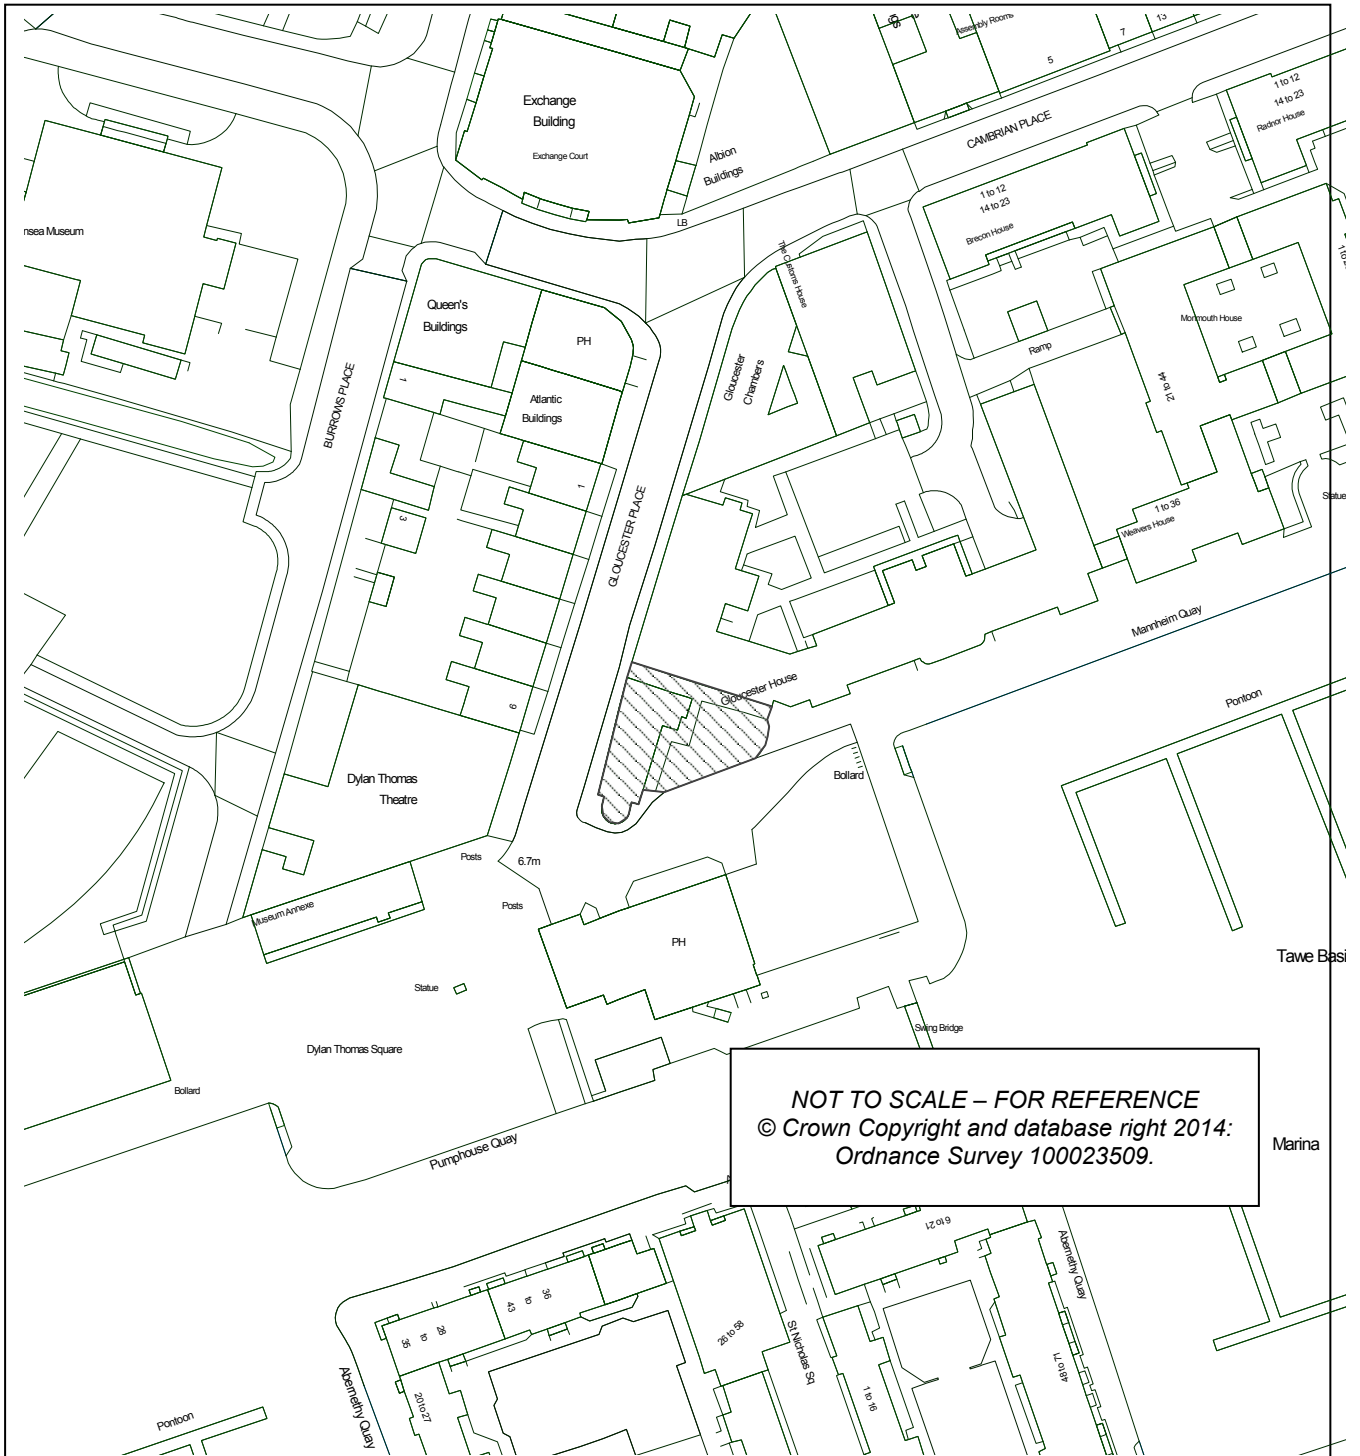 Assembly Rooms
5
7
13
Exchange
Building
Exchange Court
Albion
Buildings
LB
CAMBRIAN PLACE
1 to 12
14 to 23
Radnor House
1 to 12
14 to 23
Brecon House
nsea Museum
The Customs House
Queen's
Buildings
PH
Monmouth House
Ramp
Gloucester
Chambers
21 to 44
BURROWS PLACE
1
Atlantic
Buildings
1
3
GLOUCESTER PLACE
Statue
1 to 36
Weavers House
Mannheim Quay
Gloucester House
Pontoon
9
Dylan Thomas
Theatre
Bollard
Posts
6.7m
Museum Annexe
Posts
PH
Tawe Basi
Statue
Swing Bridge
Dylan Thomas Square
Bollard
NOT TO SCALE – FOR REFERENCE
© Crown Copyright and database right 2014:
Ordnance Survey 100023509.
Marina
Pumphouse Quay
6 to 21
Abernethy Quay
43 to 36
35 to 28
26 to 58
St Nicholas Sq
48 to 71
1 to 16
20 to 27
Abernethy Quay
Pontoon